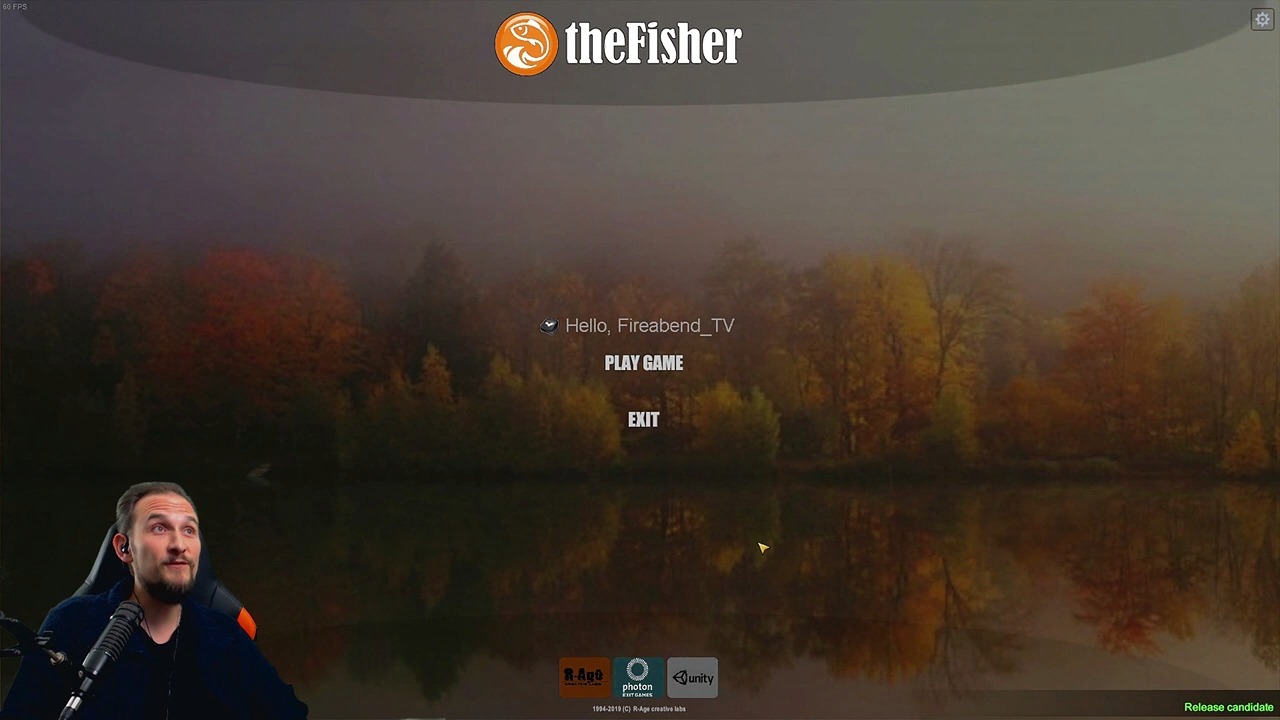 60 FPS
theFisher
Hello, Fireabend_TV
PLAY GAME
EXIT
R-Age
photon
EXIT GAMES
unity
1994-2019 (C) R-Age creative labs
Release candidate